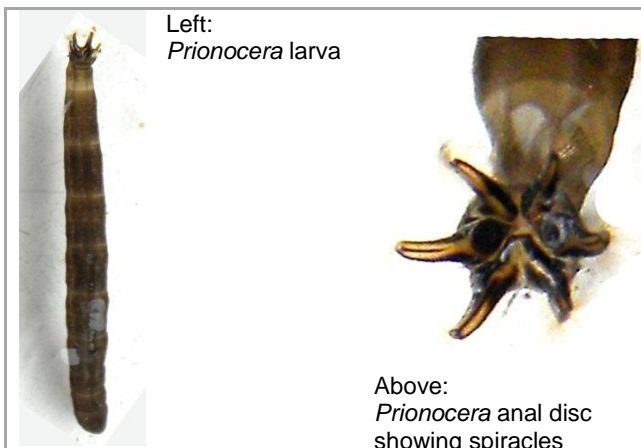 Left:
Prionocera larva
Above:
Prionocera anal disc
showing spiracles